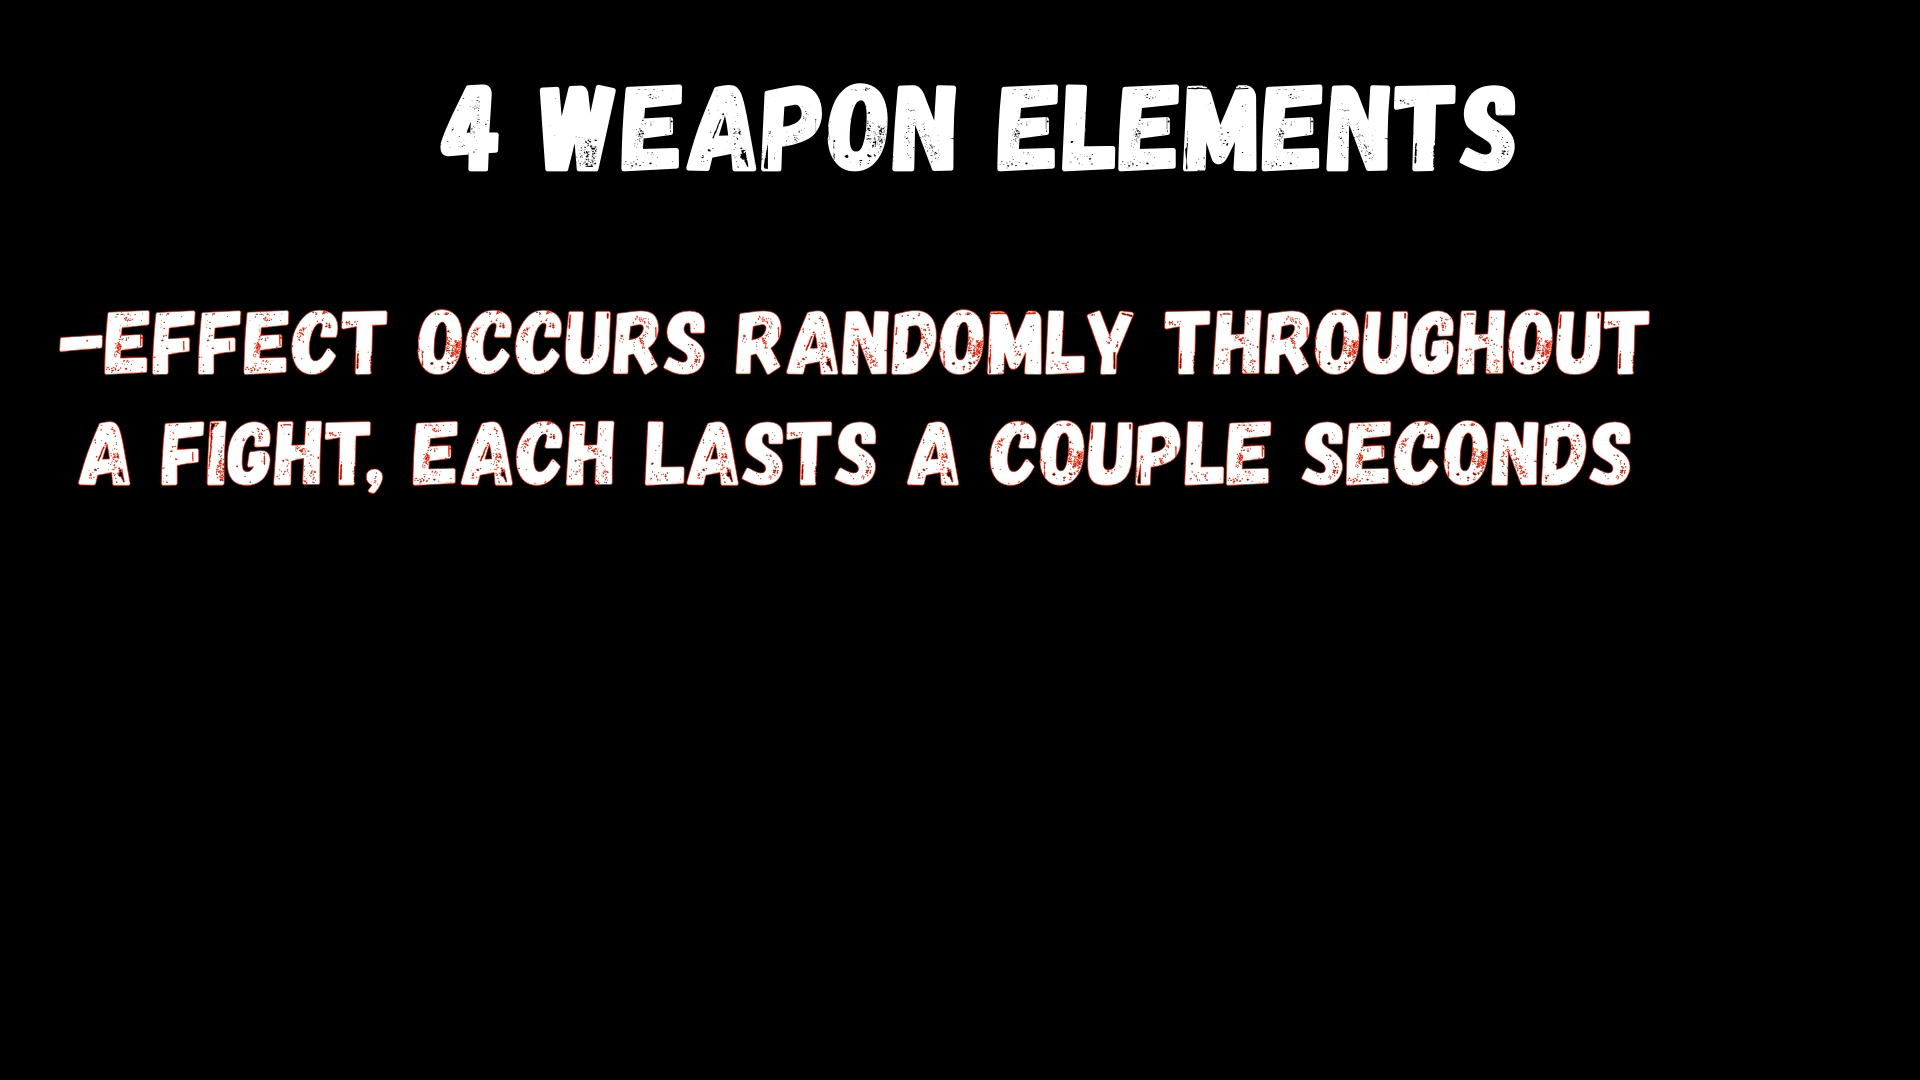 4 WEAPON ELEMENTS
-EFFECT OCCURS RANDOMLY THROUGHOUT
A FIGHT, EACH LASTS A COUPLE SECONDS